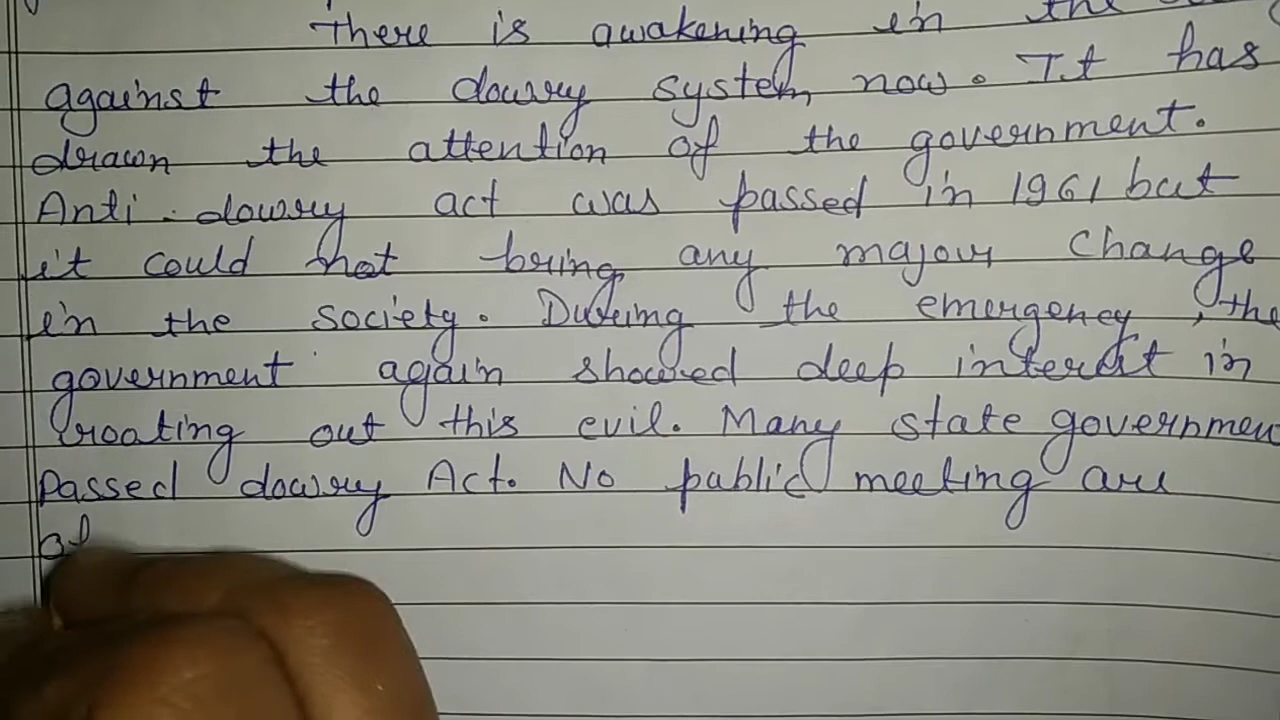 There is awakening in the
against the dowry system now. It has
drawn the attention of the government.
Anti-dowry act was passed in 1961 but
it could not bring any majour change
in the society. During the emergency, the
government again showed deep interest in
roating out this evil. Many state governmen
Passed dowry Act. No public meeting are